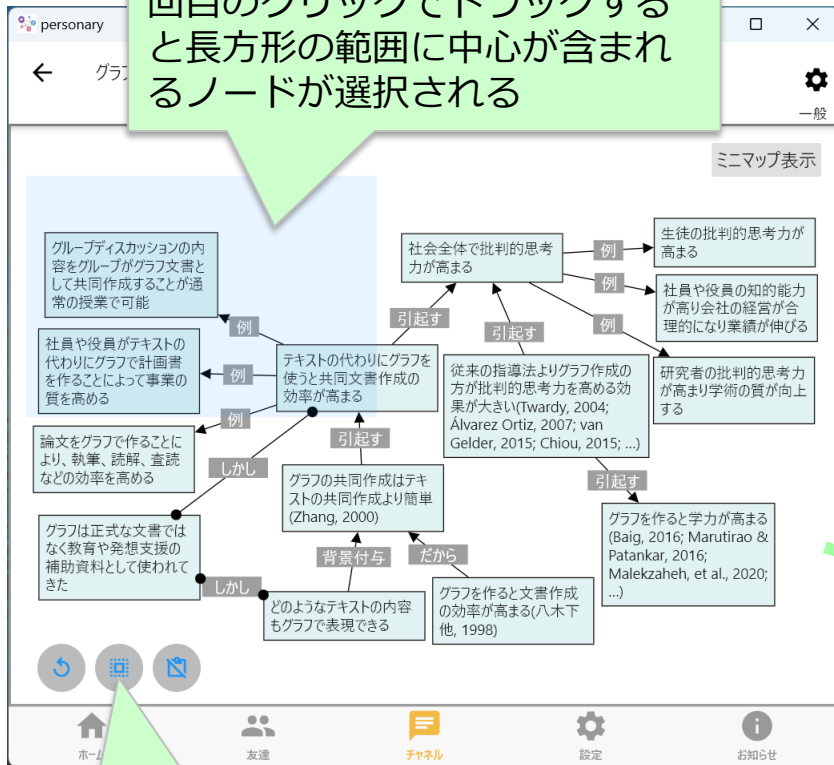 回目のクリックでドラッグする
と長方形の範囲に中心が含まれ
るノードが選択される
personary
グラフ
一般
ミニマップ表示
グループディスカッションの内
容をグループがグラフ文書と
して共同作成することが通
常の授業で可能
社会全体で批判的思考
力が高まる
例
生徒の批判的思考力が
高まる
例
社員や役員の知的能力
が高り会社の経営が合
理的になり業績が伸びる
例
研究者の批判的思考力
が高まり学術の質が向上
する
引起す
引起す
例
社員や役員がテキストの
代わりにグラフで計画書
を作ることによって事業の
質を高める
例
テキストの代わりにグラフを
使うと共同文書作成の
効率が高まる
従来の指導法よりグラフ作成の
方が批判的思考力を高める効
果が大きい(Twardy, 2004;
Álvarez Ortiz, 2007; van
Gelder, 2015; Chiou, 2015; ...)
例
論文をグラフで作ることに
より、執筆、読解、査読
などの効率を高める
しかし
引起す
引起す
グラフの共同作成はテキ
ストの共同作成より簡単
(Zhang, 2000)
グラフを作ると学力が高まる
(Baig, 2016; Marutirao &
Patankar, 2016;
Malekzaheh, et al., 2020;
...)
グラフは正式な文書では
なく教育や発想支援の
補助資料として使われて
きた
背景付与
だから
しかし
どのようなテキストの内容
もグラフで表現できる
グラフを作ると文書作成
の効率が高まる(八木下
他, 1998)
ホーム
友達
チャネル
設定
お知らせ